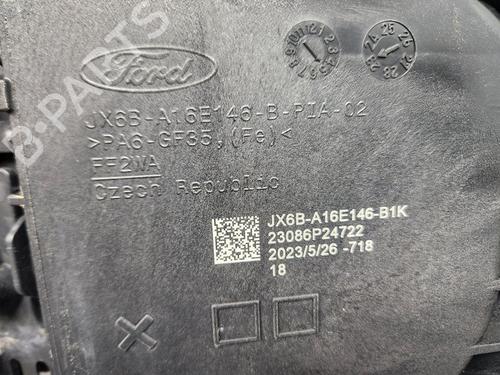 Ford
JX6B-A16E146-B-PIA-02
>PA6-GF35,(Fe)<
FF2WA
Czech Republic
JX6B-A16E146-B1K
23086P24722
2023/5/26 -718
18
B-PARTS